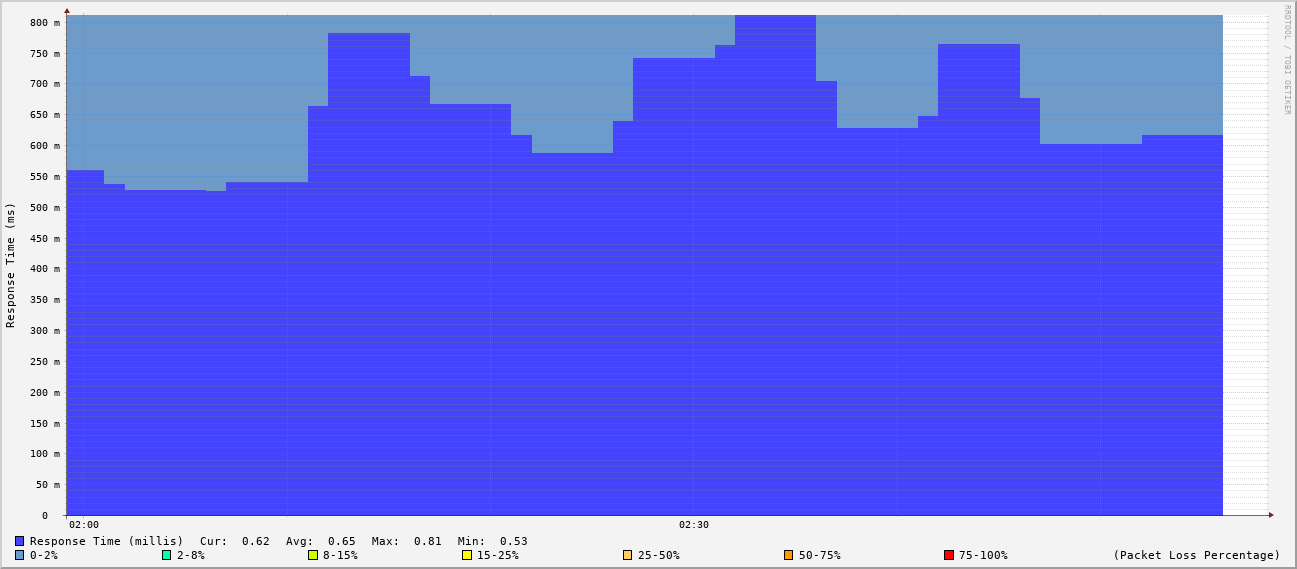 RRDTOOL / TOBI OETIKER
Response Time (ms)
800 m
750 m
700 m
650 m
600 m
550 m
500 m
450 m
400 m
350 m
300 m
250 m
200 m
150 m
100 m
50 m
0
02:00 02:30
Response Time (millis) Cur: 0.62 Avg: 0.65 Max: 0.81 Min: 0.53
0-2% 2-8% 8-15% 15-25% 25-50% 50-75% 75-100% (Packet Loss Percentage)